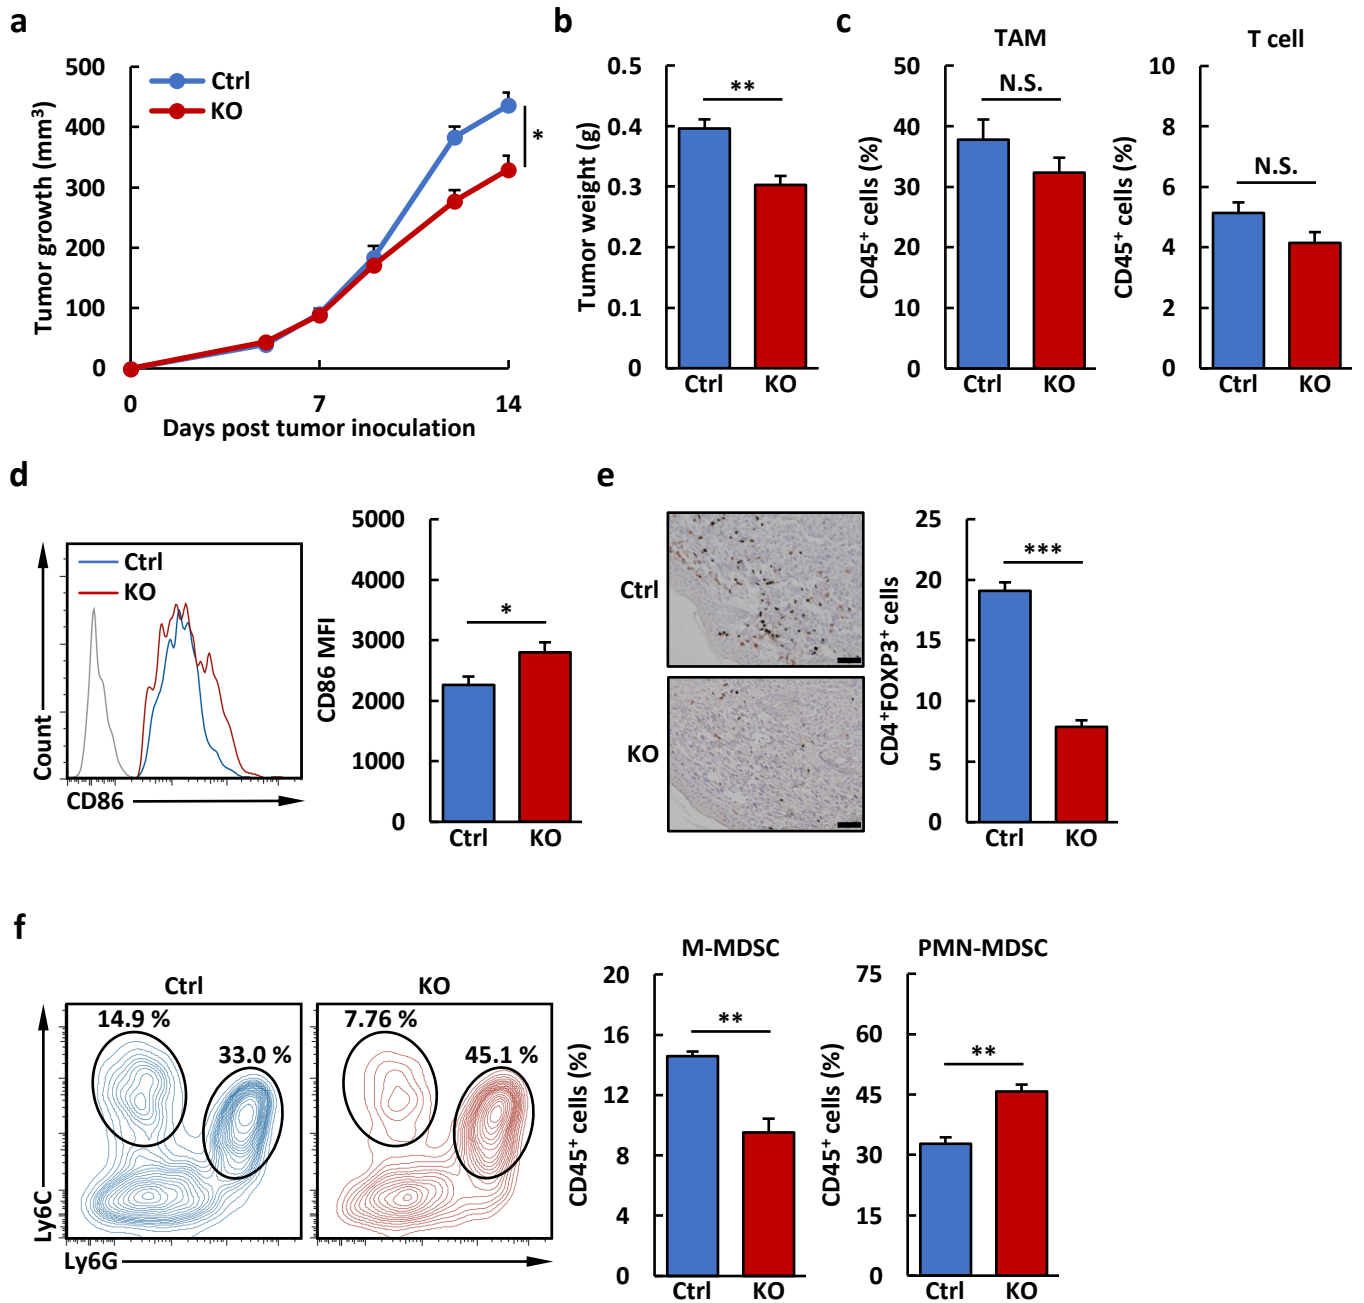 a
Tumor growth (mm³)
500
400
300
200
100
0
Ctrl
KO
*
0 7 14
Days post tumor inoculation
b
Tumor weight (g)
0.5
0.4
0.3
0.2
0.1
0
**
Ctrl KO
c
TAM
CD45⁺ cells (%)
50
40
30
20
10
0
N.S.
Ctrl KO
T cell
CD45⁺ cells (%)
10
8
6
4
2
0
N.S.
Ctrl KO
d
Count
Ctrl
KO
CD86
CD86 MFI
5000
4000
3000
2000
1000
0
*
Ctrl KO
e
Ctrl
KO
CD4⁺FOXP3⁺ cells
25
20
15
10
5
0
***
Ctrl KO
f
Ctrl
14.9 %
33.0 %
KO
7.76 %
45.1 %
Ly6C
Ly6G
M-MDSC
CD45⁺ cells (%)
20
16
12
8
4
0
**
Ctrl KO
PMN-MDSC
CD45⁺ cells (%)
75
60
45
30
15
0
**
Ctrl KO